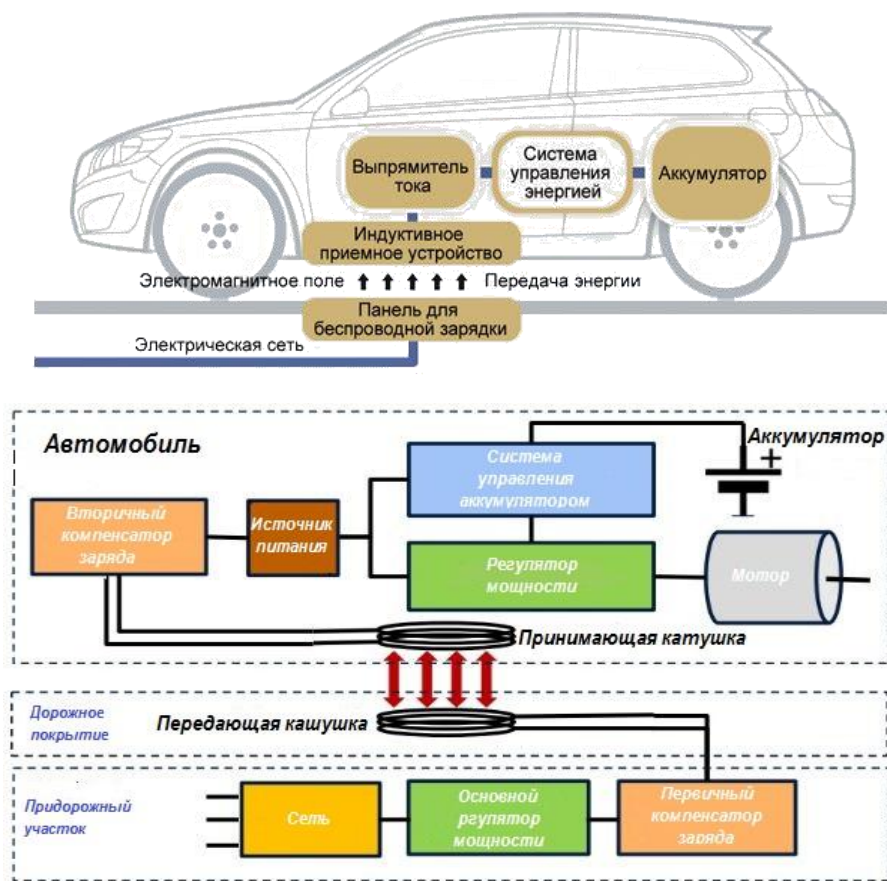 Выпрямитель
тока
Система
управления
энергией
Аккумулятор
Индуктивное
приемное устройство
Электромагнитное поле
Передача энергии
Панель для
беспроводной зарядки
Электрическая сеть
Автомобиль
Аккумулятор
+
Система
управления
аккумулятором
Вторичный
компенсатор
заряда
Источник
питания
Регулятор
мощности
Мотор
Принимающая катушка
Дорожное
покрытие
Передающая кашушка
Придорожный
участок
Сеть
Основной
ргулятор
мощности
Первичный
компенсатор
заряда